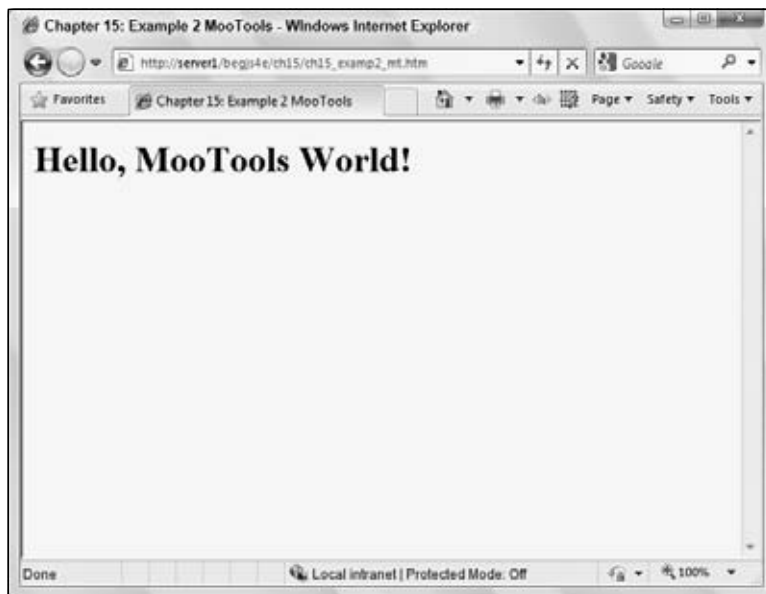 Chapter 15: Example 2 MooTools - Windows Internet Explorer
http://server1/begjs4e/ch15/ch15_examp2_mt.htm
Google
Favorites
Chapter 15: Example 2 MooTools
Page
Safety
Tools
Hello, MooTools World!
Done
Local intranet | Protected Mode: Off
100%